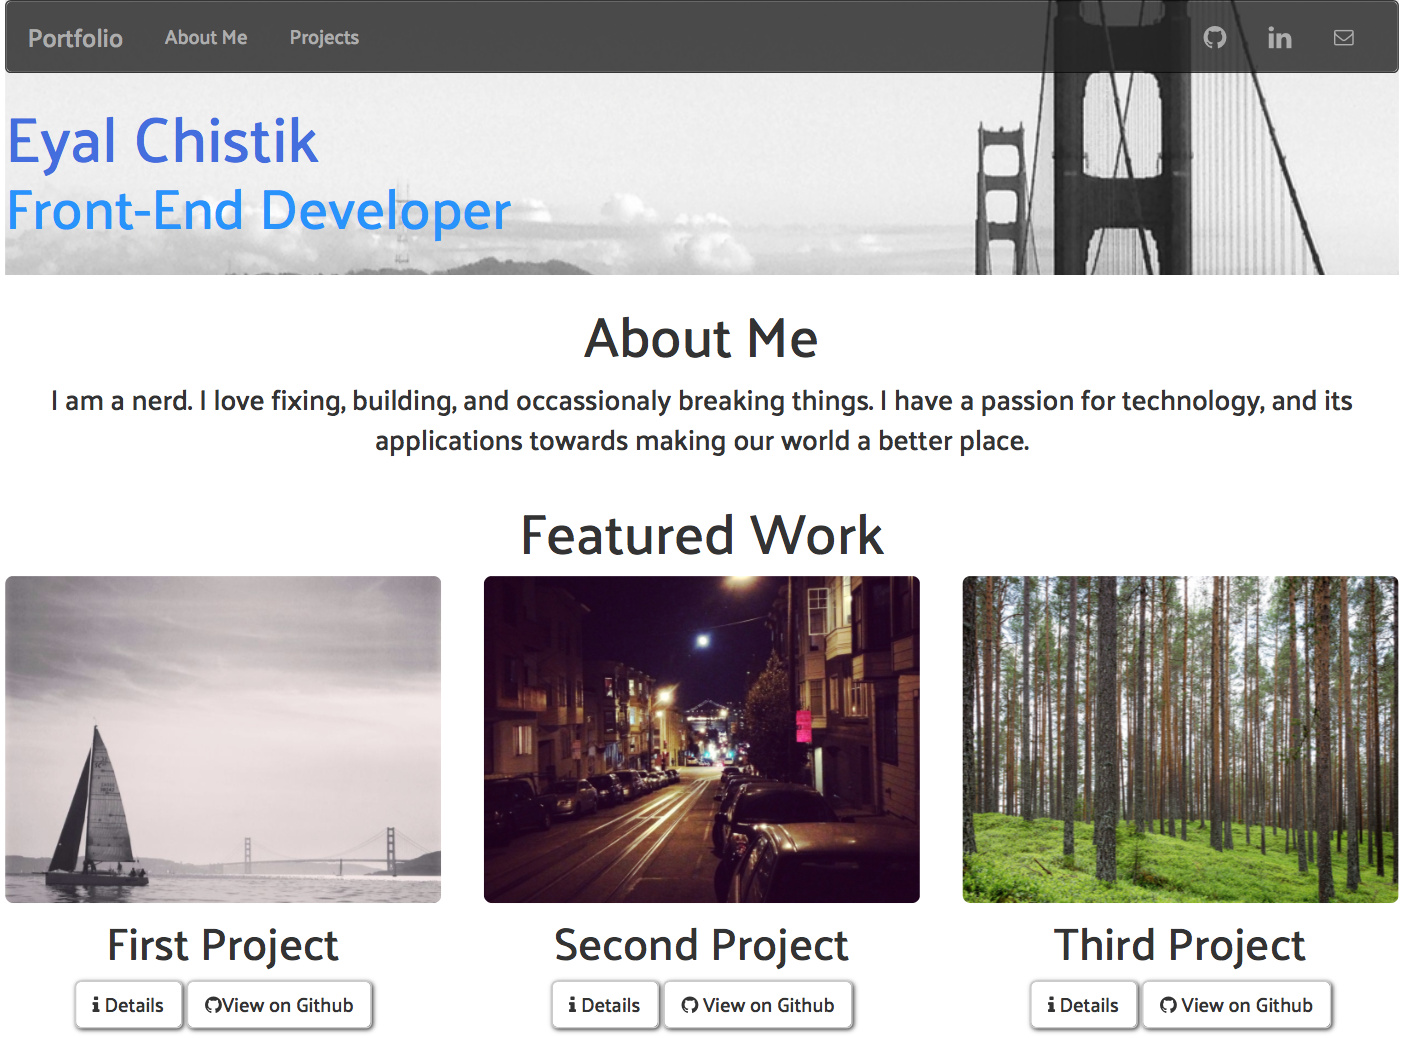 Portfolio About Me Projects
Eyal Chistik
Front-End Developer
About Me
I am a nerd. I love fixing, building, and occassionaly breaking things. I have a passion for technology, and its
applications towards making our world a better place.
Featured Work
First Project Second Project Third Project
Details View on Github Details View on Github Details View on Github